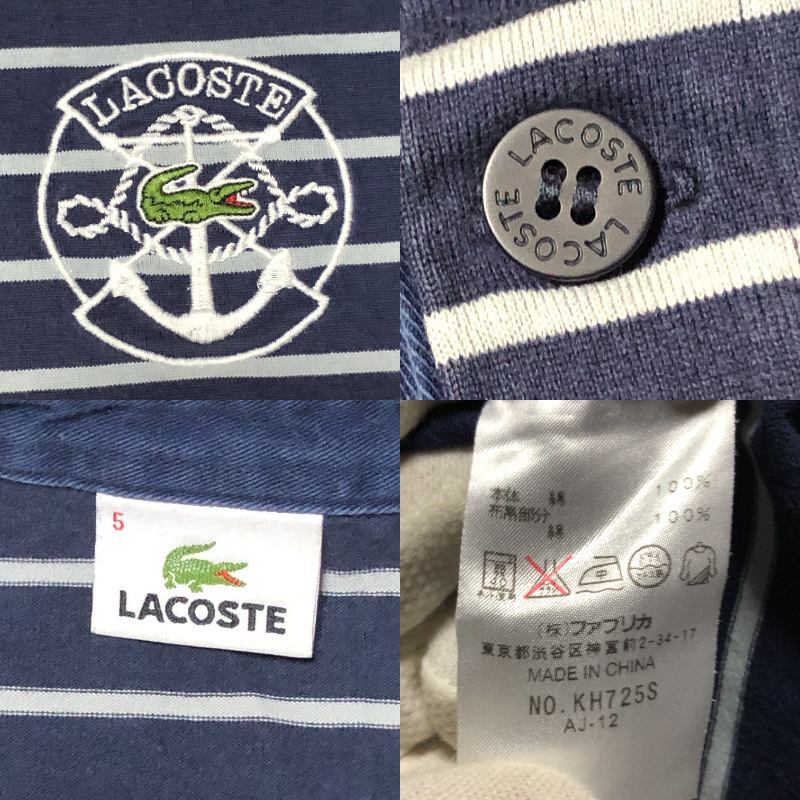 LACOSTE
LACOSTE LACOSTE
5
LACOSTE
本体 綿 100%
布帛部分 100%
綿
(株)ファブリカ
東京都渋谷区神宮前2-34-17
MADE IN CHINA
NO.KH725S
AJ-12